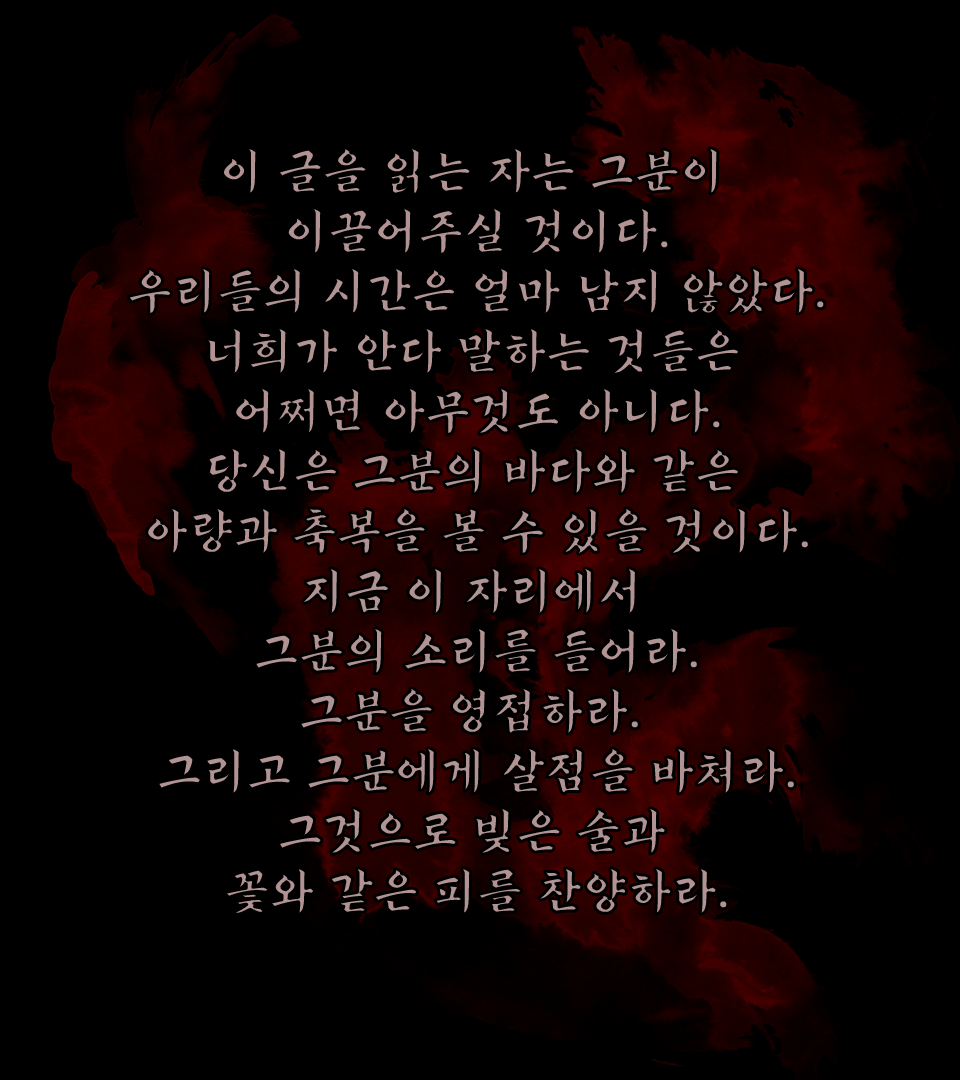 이 글을 읽는 자는 그분이
이끌어주실 것이다.
우리들의 시간은 얼마 남지 않았다.
너희가 안다 말하는 것들은
어쩌면 아무것도 아니다.
당신은 그분의 바다와 같은
아량과 축복을 볼 수 있을 것이다.
지금 이 자리에서
그분의 소리를 들어라.
그분을 영접하라.
그리고 그분에게 살점을 바쳐라.
그것으로 빚은 술과
꽃와 같은 피를 찬양하라.